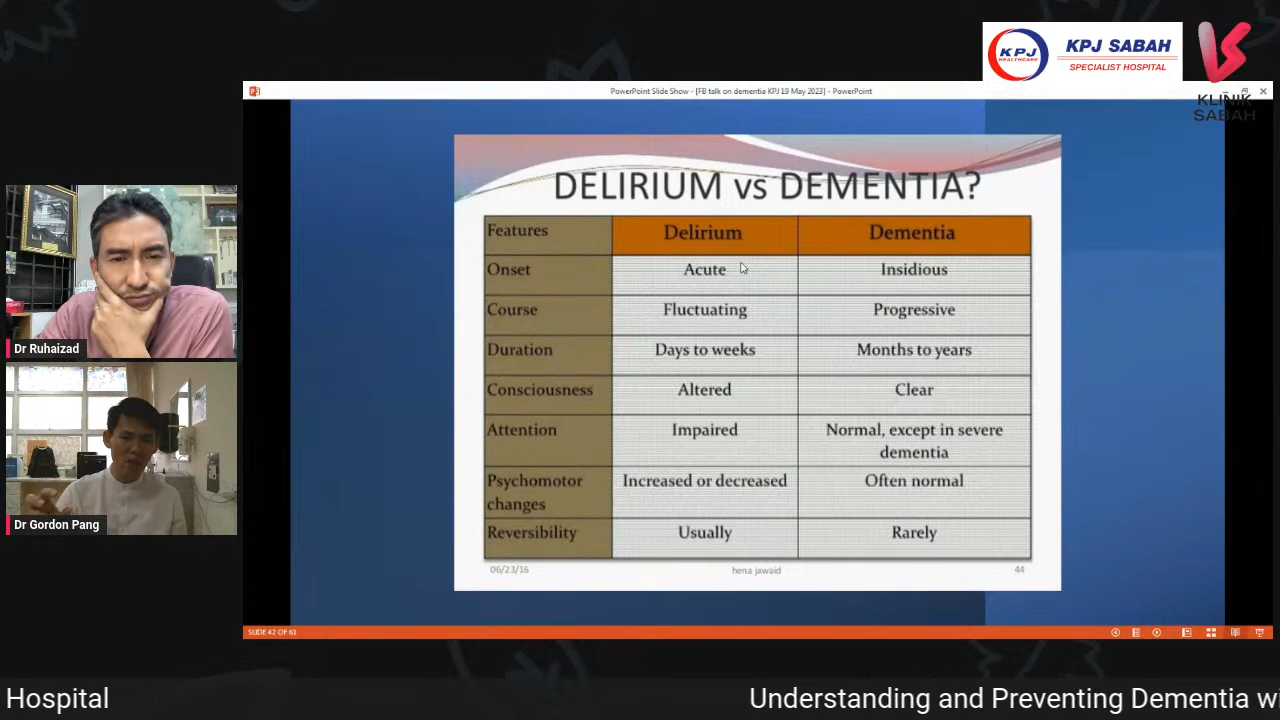 KPJ
HEALTHCARE
KPJ SABAH
SPECIALIST HOSPITAL
KLINIK
SABAH
PowerPoint Slide Show - [FB talk on dementia KPJ 19 May 2023] - PowerPoint
DELIRIUM vs DEMENTIA?
Features Delirium Dementia
Onset Acute Insidious
Course Fluctuating Progressive
Duration Days to weeks Months to years
Consciousness Altered Clear
Attention Impaired Normal, except in severe
dementia
Psychomotor Increased or decreased Often normal
changes
Reversibility Usually Rarely
06/23/16 hena jawaid 44
Dr Ruhaizad
Dr Gordon Pang
SLIDE 42 OF 61
Hospital Understanding and Preventing Dementia w